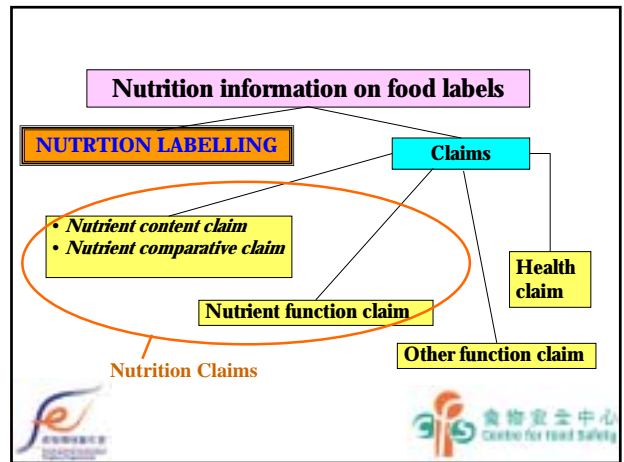 Nutrition information on food labels
NUTRTION LABELLING
Claims
• Nutrient content claim
• Nutrient comparative claim
Health
claim
Nutrient function claim
Other function claim
Nutrition Claims
食物安全中心
Centre for Food Safety